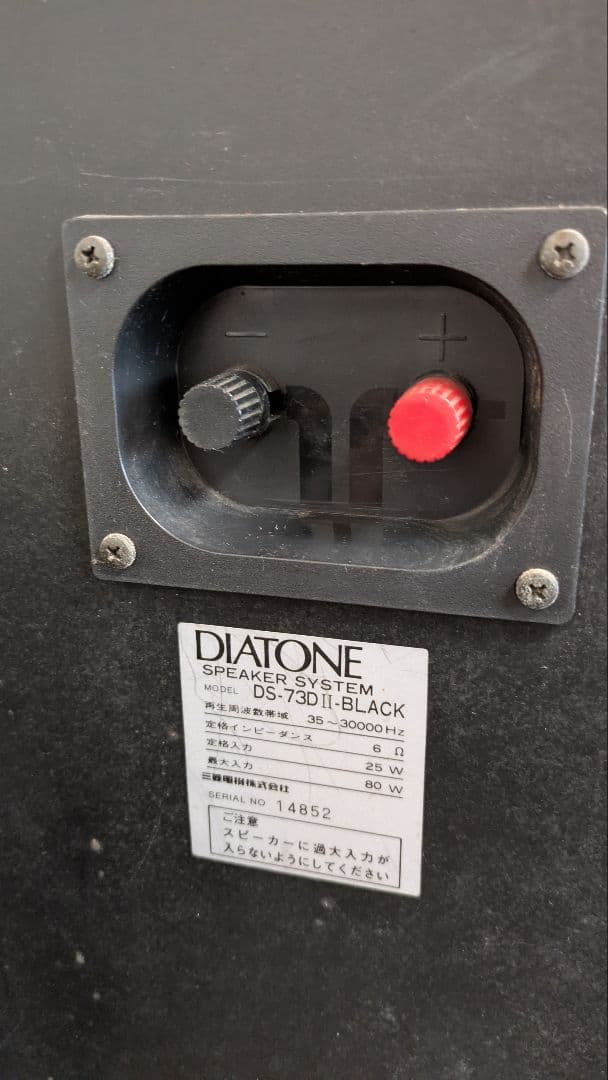 － ＋
DIATONE
SPEAKER SYSTEM
MODEL DS-73DII-BLACK
再生周波数帯域 35～30000Hz
定格インピーダンス 6 Ω
定格入力 25 W
最大入力 80 W
三菱電機株式会社
SERIAL NO 14852
ご注意
スピーカーに過大入力が
入らないようにしてください